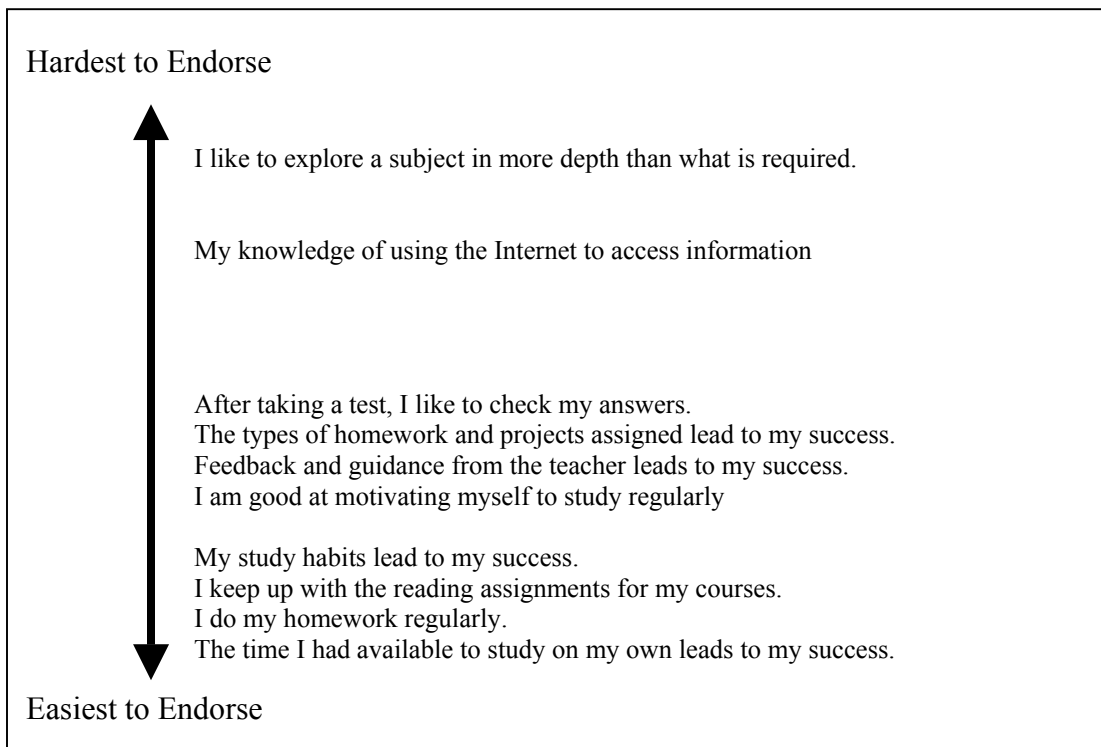 Hardest to Endorse
I like to explore a subject in more depth than what is required.
My knowledge of using the Internet to access information
After taking a test, I like to check my answers.
The types of homework and projects assigned lead to my success.
Feedback and guidance from the teacher leads to my success.
I am good at motivating myself to study regularly
My study habits lead to my success.
I keep up with the reading assignments for my courses.
I do my homework regularly.
The time I had available to study on my own leads to my success.
Easiest to Endorse